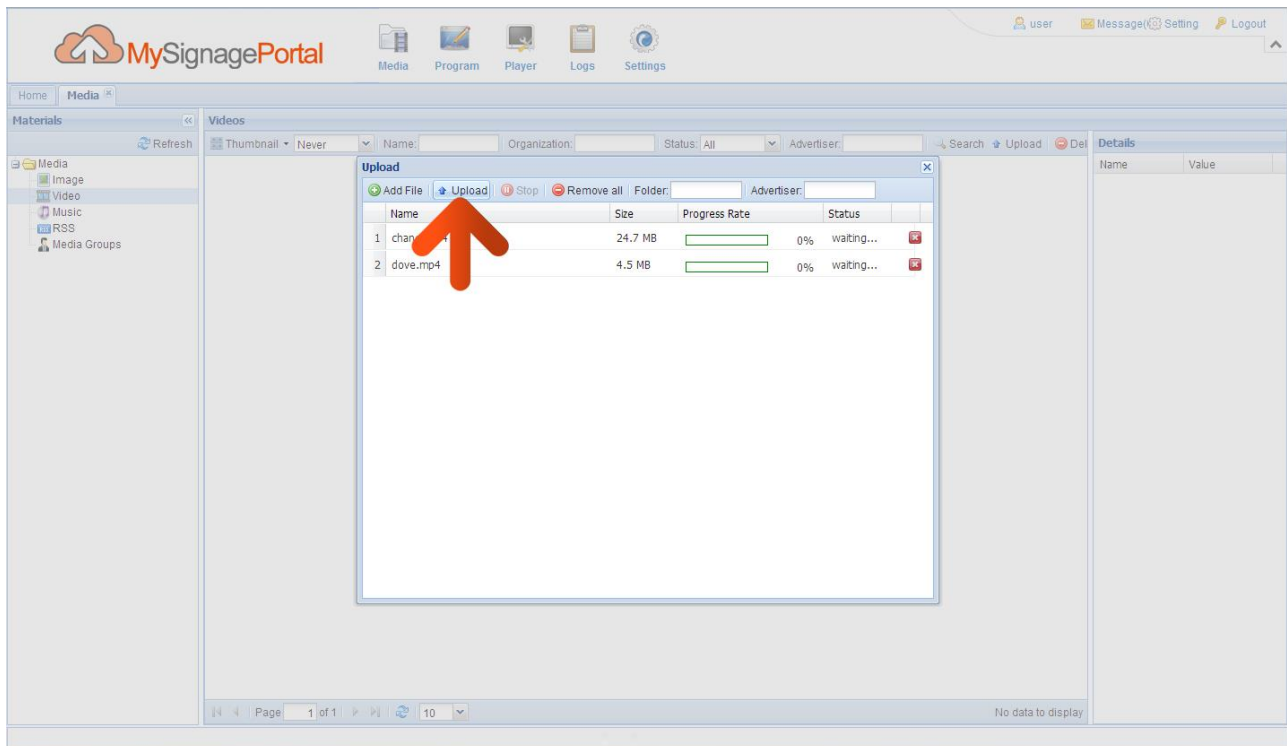 user Message( Setting Logout
MySignagePortal
Media Program Player Logs Settings
Home Media
Materials
Refresh
Media
Image
Video
Music
RSS
Media Groups
Videos
Thumbnail Never Name: Organization: Status: All Advertiser: Search Upload Del
Upload
Add File Upload Stop Remove all Folder: Advertiser:
Name Size Progress Rate Status
1 24.7 MB 0% waiting...
2 dove.mp4 4.5 MB 0% waiting...
Page 1 of 1 10 No data to display
Details
Name Value